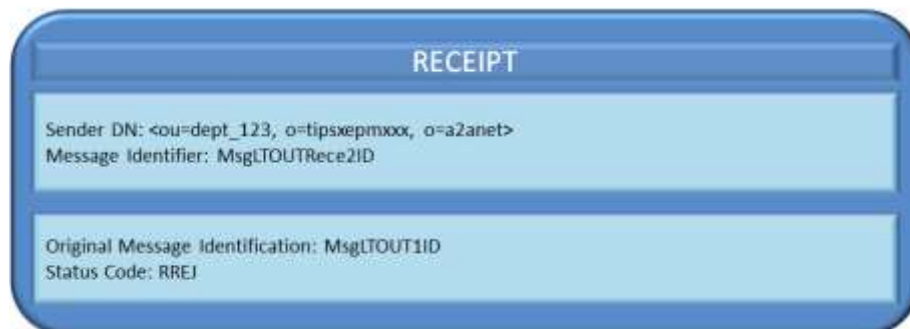 RECEIPT
Sender DN: <ou=dept_123, o=tipsxepmxxx, o=a2anet>
Message Identifier: MsgLTOUTRece2ID
Original Message Identification: MsgLTOUT1ID
Status Code: RREJ